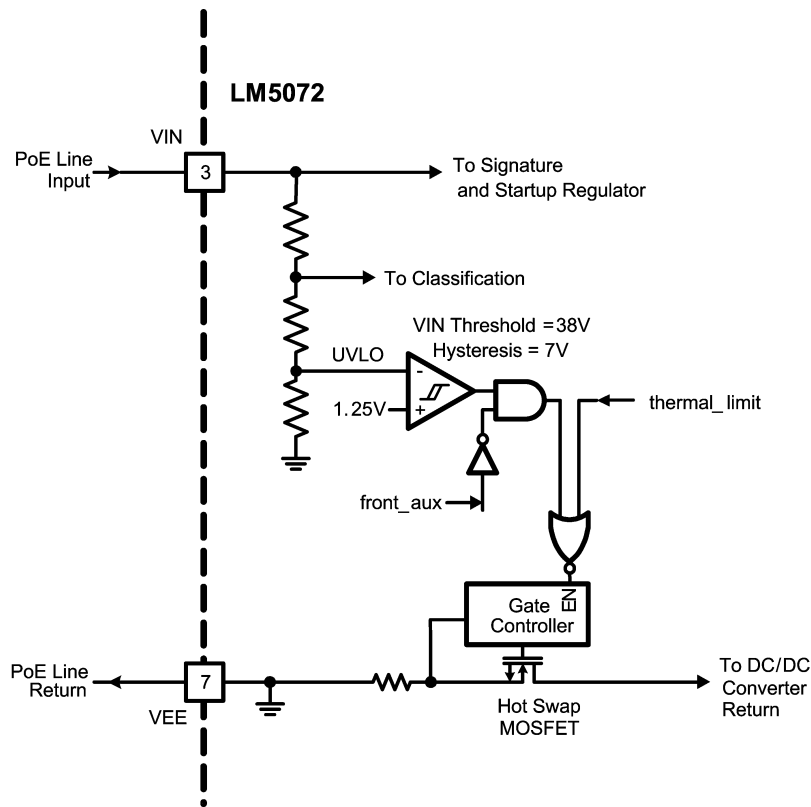 LM5072
VIN
PoE Line
Input
3
To Signature
and Startup Regulator
To Classification
VIN Threshold = 38V
Hysteresis = 7V
UVLO
-
1.25V
+
thermal_limit
front_aux
EN
Gate
Controller
PoE Line
Return
7
VEE
To DC/DC
Converter
Return
Hot Swap
MOSFET